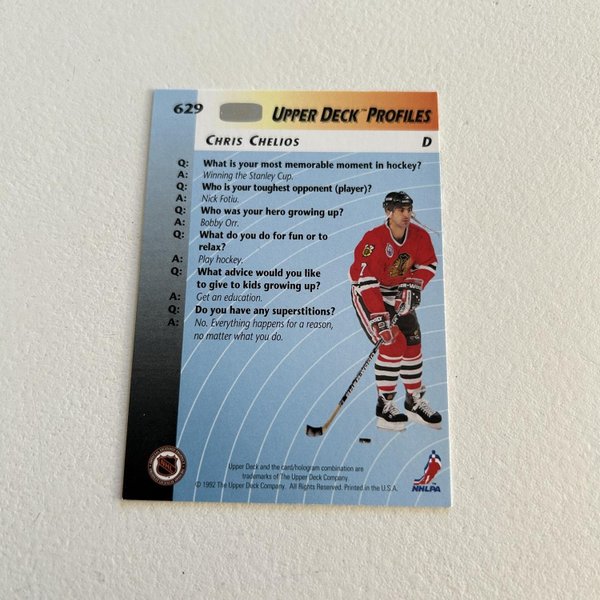 629 UPPER DECK™ PROFILES
CHRIS CHELIOS D
Q: What is your most memorable moment in hockey?
A: Winning the Stanley Cup.
Q: Who is your toughest opponent (player)?
A: Nick Fotiu.
Q: Who was your hero growing up?
A: Bobby Orr.
Q: What do you do for fun or to
relax?
A: Play hockey.
Q: What advice would you like
to give to kids growing up?
A: Get an education.
Q: Do you have any superstitions?
A: No. Everything happens for a reason,
no matter what you do.
7
Upper Deck and the card/hologram combination are
trademarks of The Upper Deck Company.
© 1992 The Upper Deck Company. All Rights Reserved. Printed in the U.S.A.
NHL
NHLPA